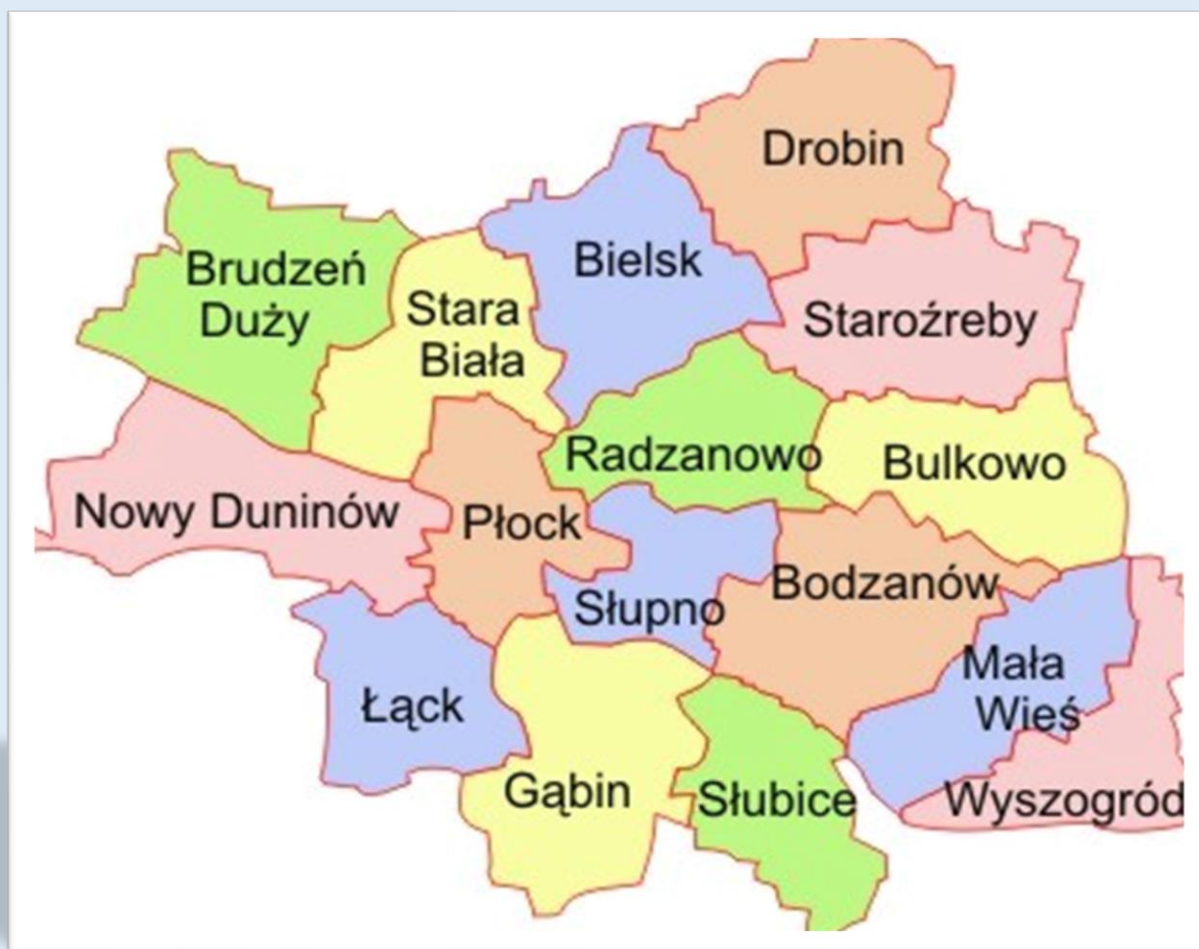 Drobin
Brudzeń
Duży
Bielsk
Stara
Biała
Staroźreby
Radzanowo
Bulkowo
Nowy Duninów
Płock
Słupno
Bodzanów
Łąck
Mała
Wieś
Gąbin
Słubice
Wyszogród